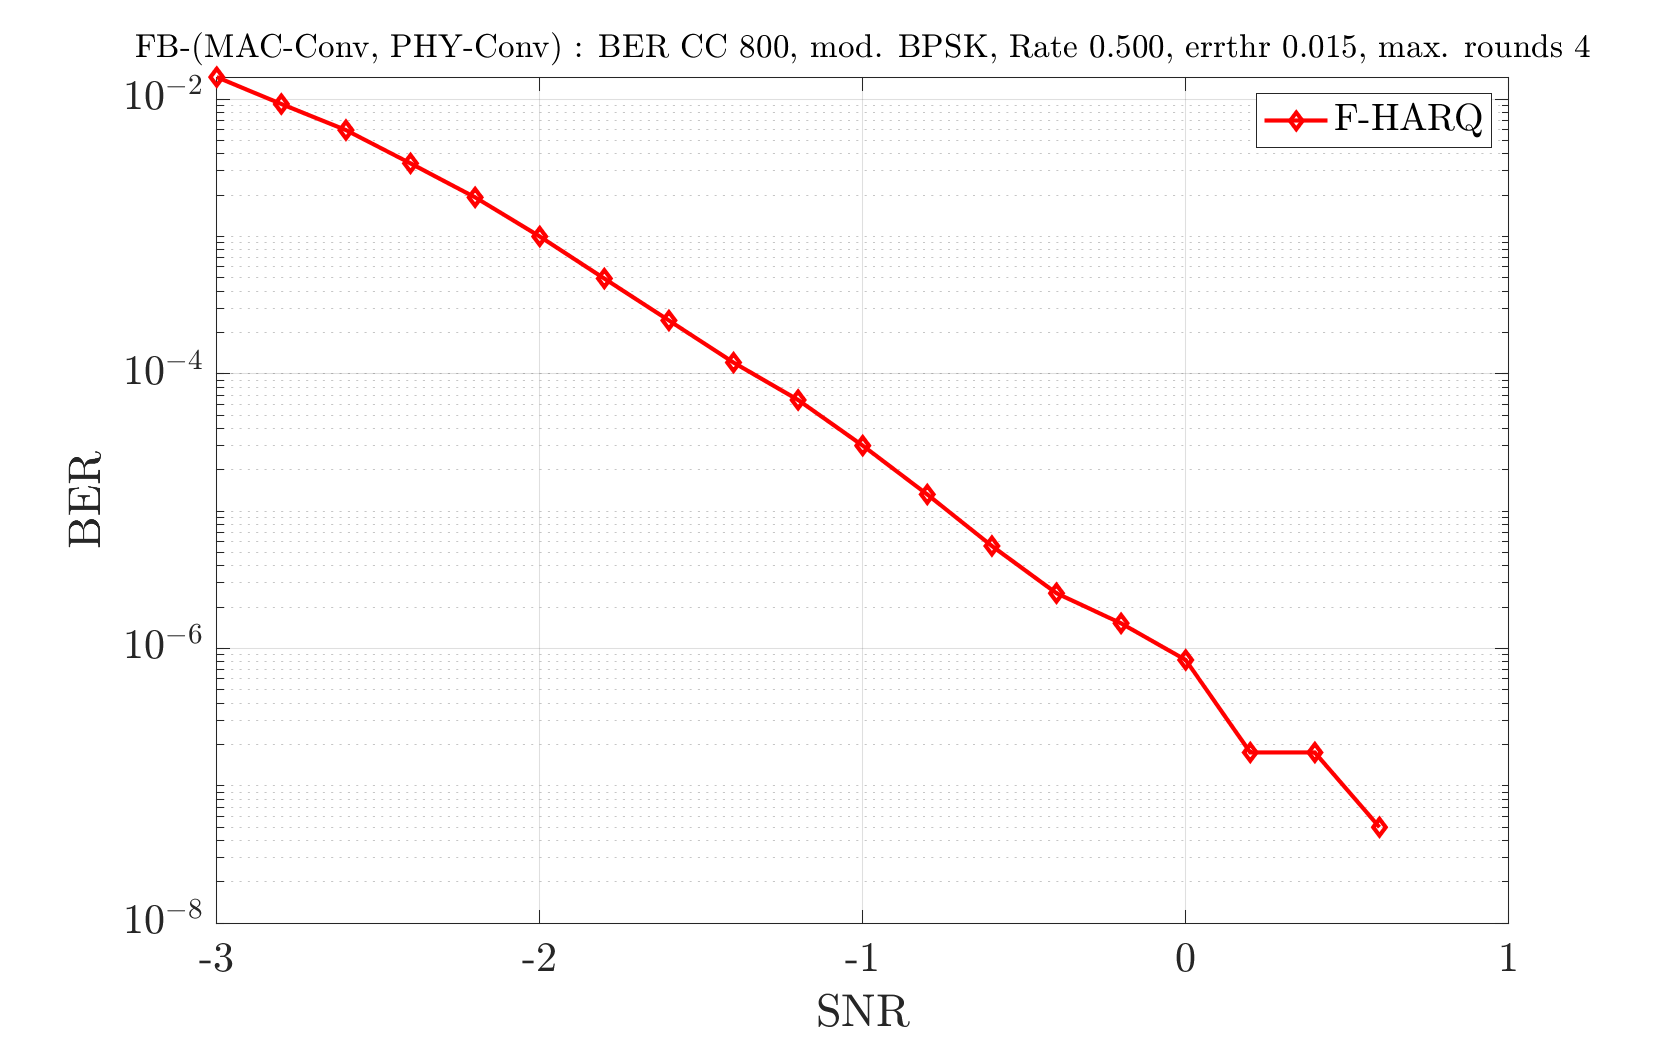 FB-(MAC-Conv, PHY-Conv) : BER CC 800, mod. BPSK, Rate 0.500, errthr 0.015, max. rounds 4
F-HARQ
10⁻²
10⁻⁴
10⁻⁶
10⁻⁸
BER
-3 -2 -1 0 1
SNR